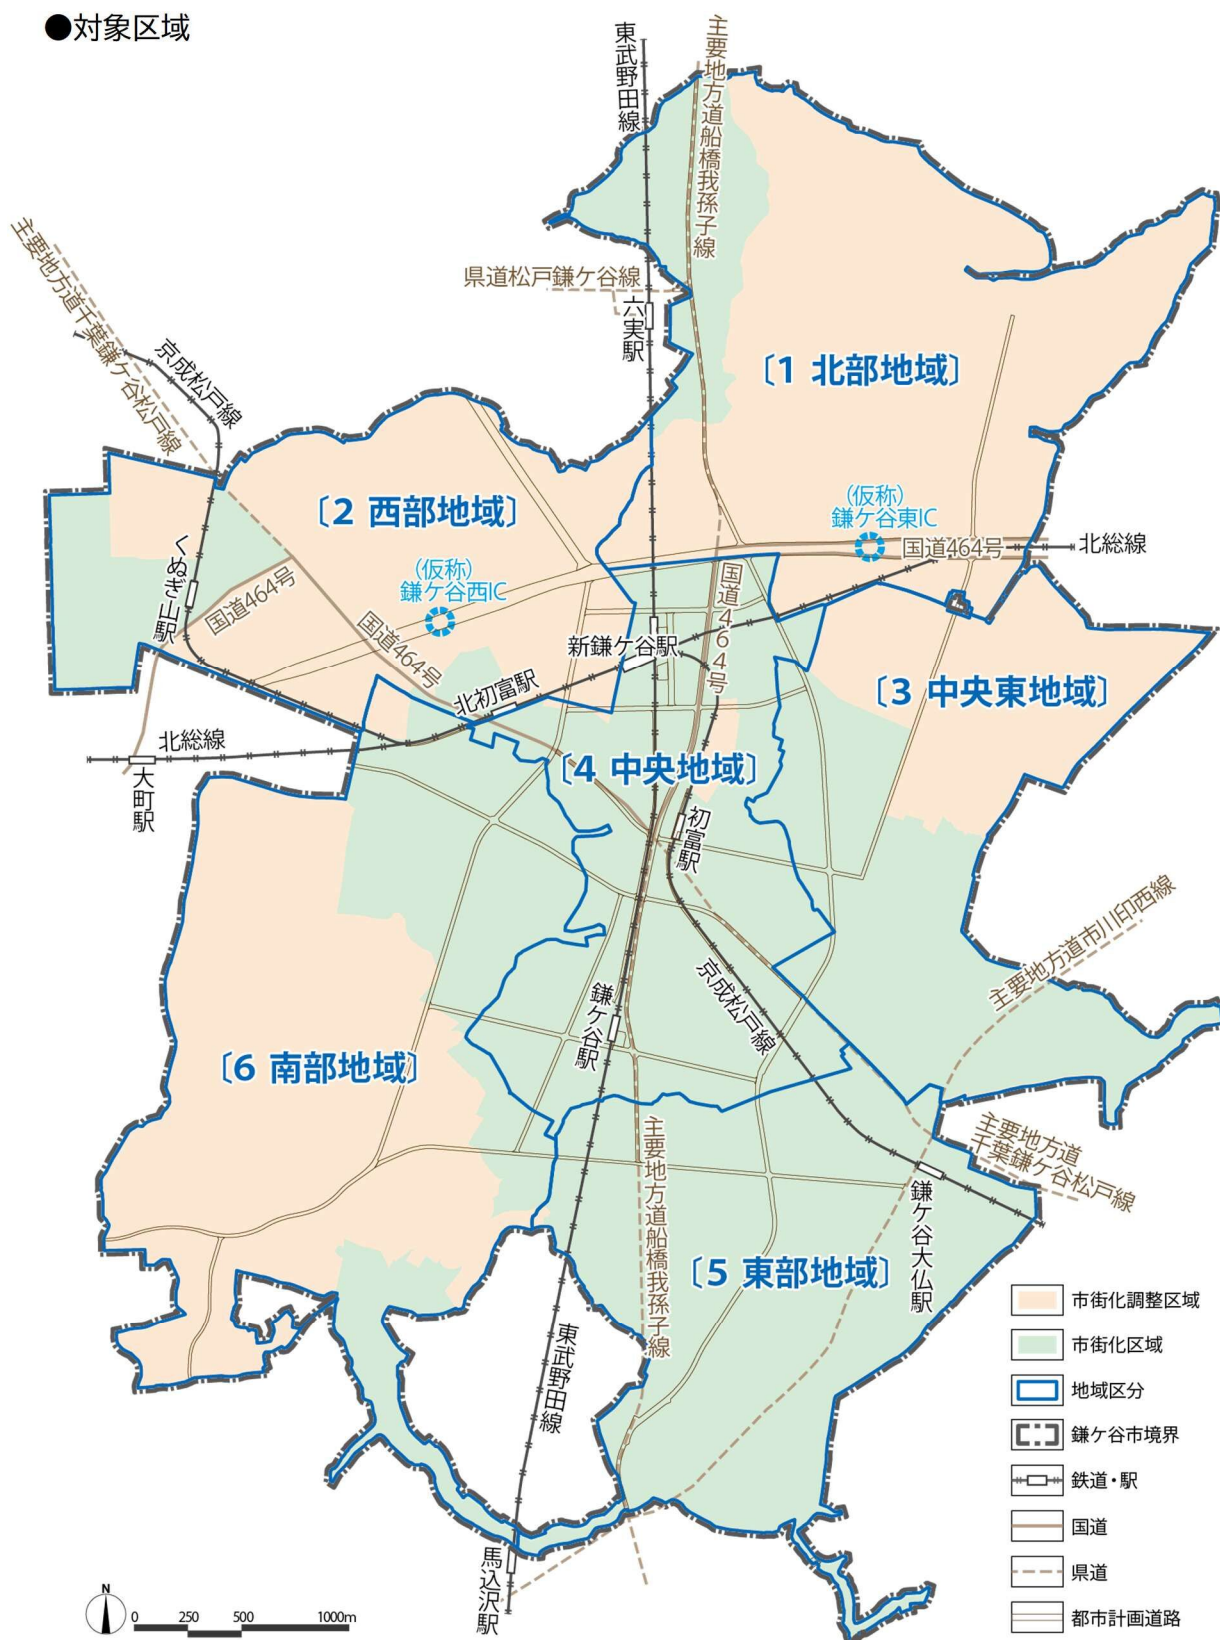 ●対象区域
東武野田線
主要地方道船橋我孫子線
県道松戸鎌ケ谷線
六実駅
主要地方道千葉鎌ケ谷松戸線
京成松戸線
〔1 北部地域〕
〔2 西部地域〕
(仮称)
鎌ケ谷東IC
国道464号
北総線
くぬぎ山駅
国道464号
(仮称)
鎌ケ谷西IC
国道464号
国道464号
新鎌ケ谷駅
北初富駅
〔3 中央東地域〕
北総線
大町駅
〔4 中央地域〕
初富駅
主要地方道市川印西線
京成松戸線
鎌ケ谷駅
〔6 南部地域〕
主要地方道船橋我孫子線
主要地方道
千葉鎌ケ谷松戸線
鎌ケ谷大仏駅
〔5 東部地域〕
東武野田線
馬込沢駅
市街化調整区域
市街化区域
地域区分
鎌ケ谷市境界
鉄道・駅
国道
県道
都市計画道路
N
0 250 500 1000m